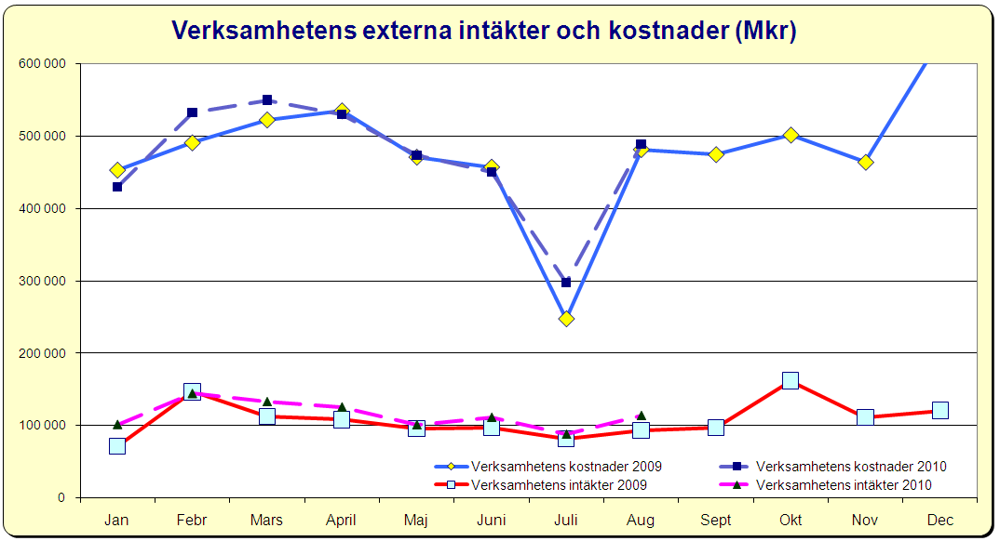 Verksamhetens externa intäkter och kostnader (Mkr)
600 000
500 000
400 000
300 000
200 000
100 000
0
Verksamhetens kostnader 2009 Verksamhetens kostnader 2010
Verksamhetens intäkter 2009 Verksamhetens intäkter 2010
Jan Febr Mars April Maj Juni Juli Aug Sept Okt Nov Dec